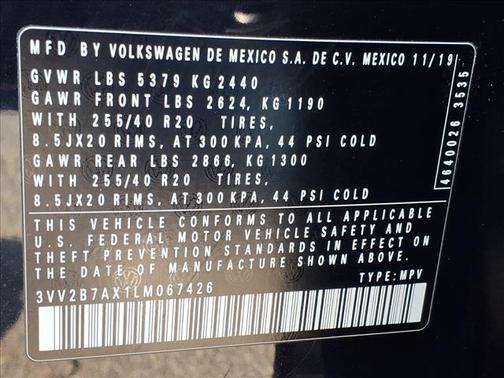 MFD BY VOLKSWAGEN DE MEXICO S.A. DE C.V. MEXICO 11/19
GVWR LBS 5379 KG 2440
GAWR FRONT LBS 2624, KG 1190
WITH 255/40 R20 TIRES,
8.5JX20 RIMS, AT 300 KPA, 44 PSI COLD
GAWR REAR LBS 2866, KG 1300
WITH 255/40 R20 TIRES,
8.5JX20 RIMS, AT 300 KPA, 44 PSI COLD
THIS VEHICLE CONFORMS TO ALL APPLICABLE
U.S. FEDERAL MOTOR VEHICLE SAFETY AND
THEFT PREVENTION STANDARDS IN EFFECT ON
THE DATE OF MANUFACTURE SHOWN ABOVE.
3VV2B7AX1LM067426 TYPE: MPV
4640026 3535